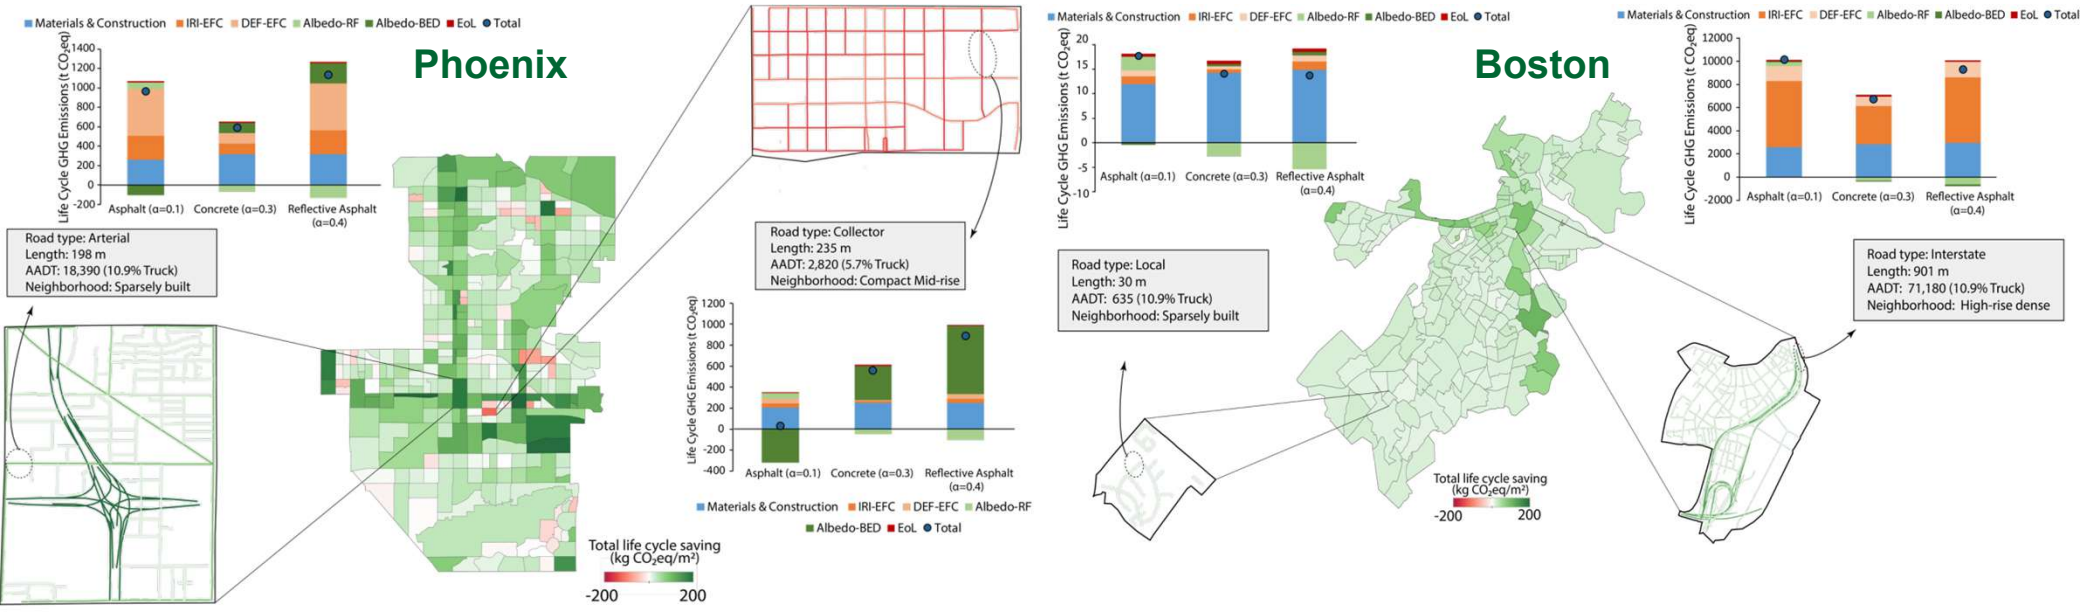 Materials & Construction IRI-EFC DEF-EFC Albedo-RF Albedo-BED EoL Total
Life Cycle GHG Emissions (t CO₂eq)
1400
1200
1000
800
600
400
200
0
-200
Asphalt (α=0.1) Concrete (α=0.3) Reflective Asphalt
(α=0.4)
Phoenix
Road type: Arterial
Length: 198 m
AADT: 18,390 (10.9% Truck)
Neighborhood: Sparsely built
Road type: Collector
Length: 235 m
AADT: 2,820 (5.7% Truck)
Neighborhood: Compact Mid-rise
Life Cycle GHG Emissions (t CO₂eq)
1200
1000
800
600
400
200
0
-200
-400
Asphalt (α=0.1) Concrete (α=0.3) Reflective Asphalt
(α=0.4)
Materials & Construction IRI-EFC DEF-EFC Albedo-RF
Albedo-BED EoL Total
Total life cycle saving
(kg CO₂eq/m²)
-200 200
Materials & Construction IRI-EFC DEF-EFC Albedo-RF Albedo-BED EoL Total
Life Cycle GHG Emissions (t CO₂eq)
20
15
10
5
0
-5
-10
Asphalt (α=0.1) Concrete (α=0.3) Reflective Asphalt
(α=0.4)
Boston
Materials & Construction IRI-EFC DEF-EFC Albedo-RF Albedo-BED EoL Total
Life Cycle GHG Emissions (t CO₂eq)
12000
10000
8000
6000
4000
2000
0
-2000
Asphalt (α=0.1) Concrete (α=0.3) Reflective Asphalt
(α=0.4)
Road type: Local
Length: 30 m
AADT: 635 (10.9% Truck)
Neighborhood: Sparsely built
Road type: Interstate
Length: 901 m
AADT: 71,180 (10.9% Truck)
Neighborhood: High-rise dense
Total life cycle saving
(kg CO₂eq/m²)
-200 200